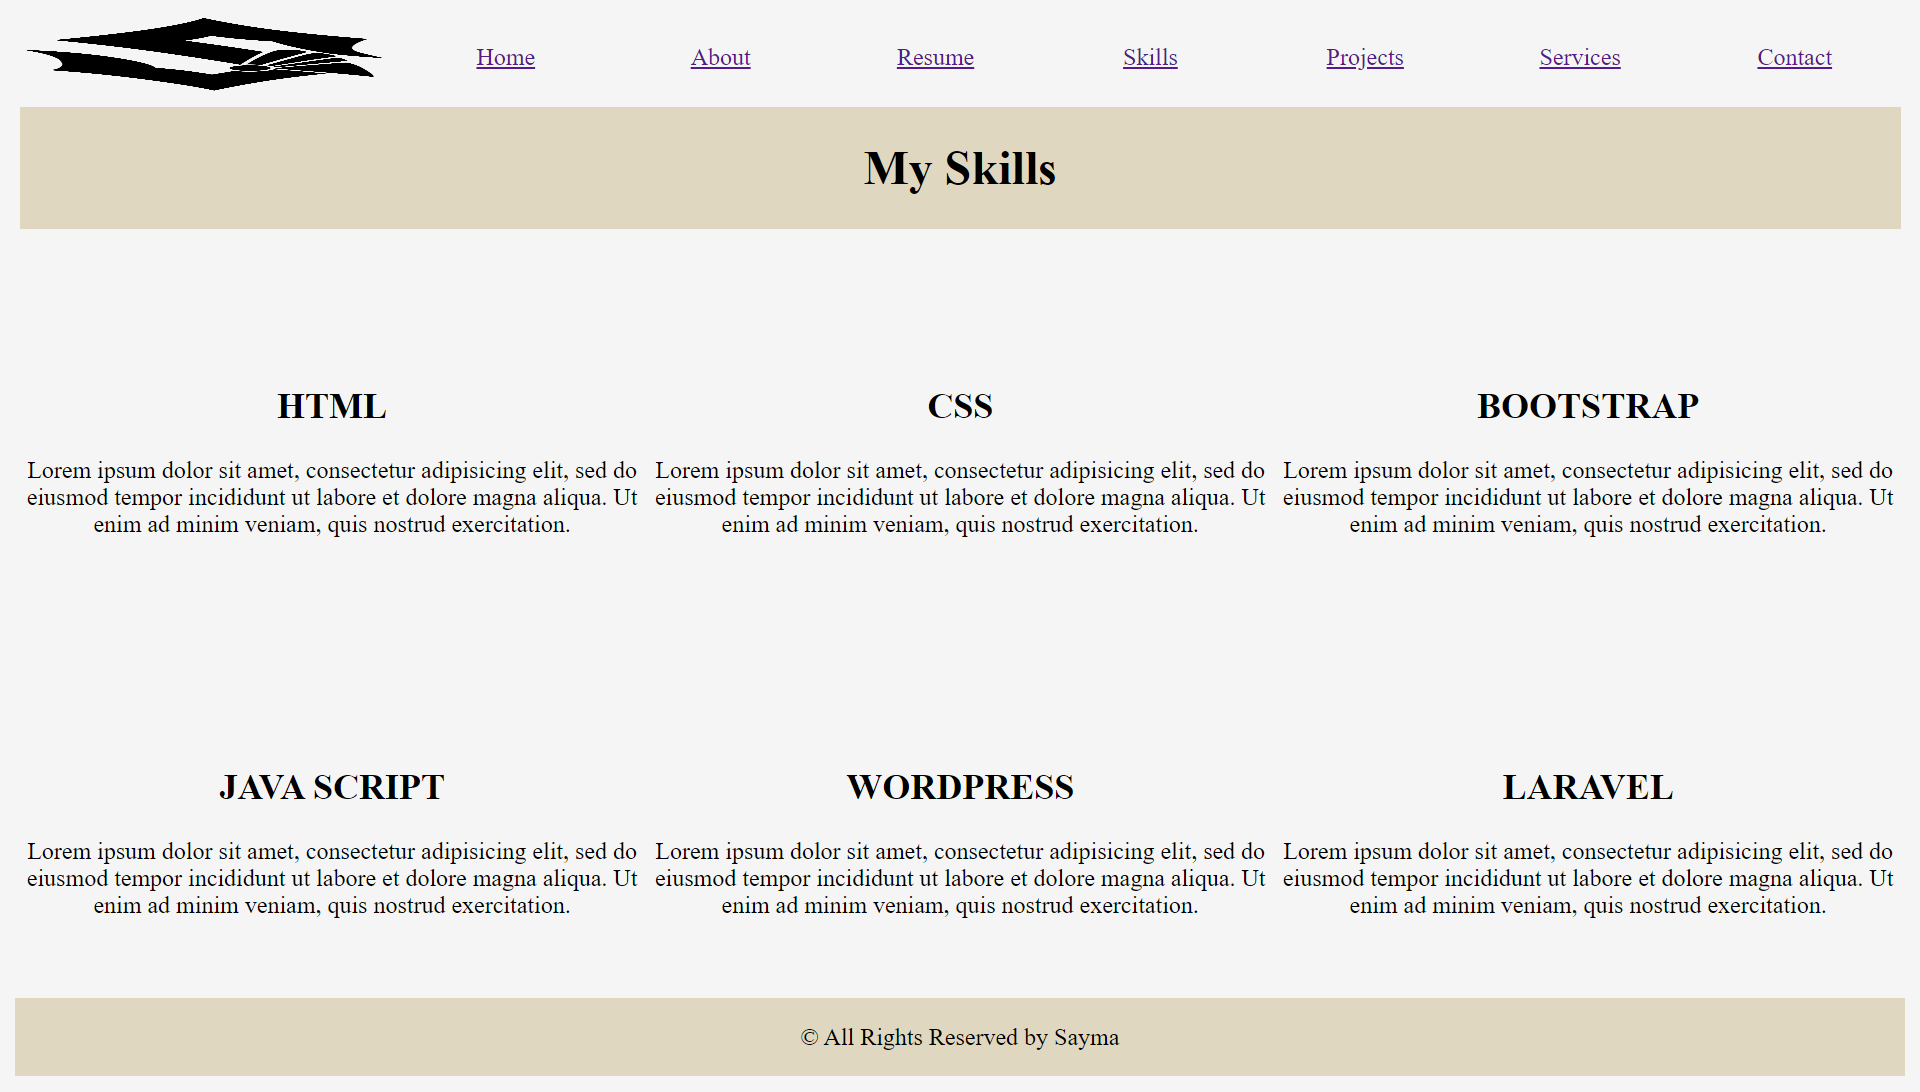 Home About Resume Skills Projects Services Contact
My Skills
HTML
Lorem ipsum dolor sit amet, consectetur adipisicing elit, sed do
eiusmod tempor incididunt ut labore et dolore magna aliqua. Ut
enim ad minim veniam, quis nostrud exercitation.
CSS
Lorem ipsum dolor sit amet, consectetur adipisicing elit, sed do
eiusmod tempor incididunt ut labore et dolore magna aliqua. Ut
enim ad minim veniam, quis nostrud exercitation.
BOOTSTRAP
Lorem ipsum dolor sit amet, consectetur adipisicing elit, sed do
eiusmod tempor incididunt ut labore et dolore magna aliqua. Ut
enim ad minim veniam, quis nostrud exercitation.
JAVA SCRIPT
Lorem ipsum dolor sit amet, consectetur adipisicing elit, sed do
eiusmod tempor incididunt ut labore et dolore magna aliqua. Ut
enim ad minim veniam, quis nostrud exercitation.
WORDPRESS
Lorem ipsum dolor sit amet, consectetur adipisicing elit, sed do
eiusmod tempor incididunt ut labore et dolore magna aliqua. Ut
enim ad minim veniam, quis nostrud exercitation.
LARAVEL
Lorem ipsum dolor sit amet, consectetur adipisicing elit, sed do
eiusmod tempor incididunt ut labore et dolore magna aliqua. Ut
enim ad minim veniam, quis nostrud exercitation.
© All Rights Reserved by Sayma